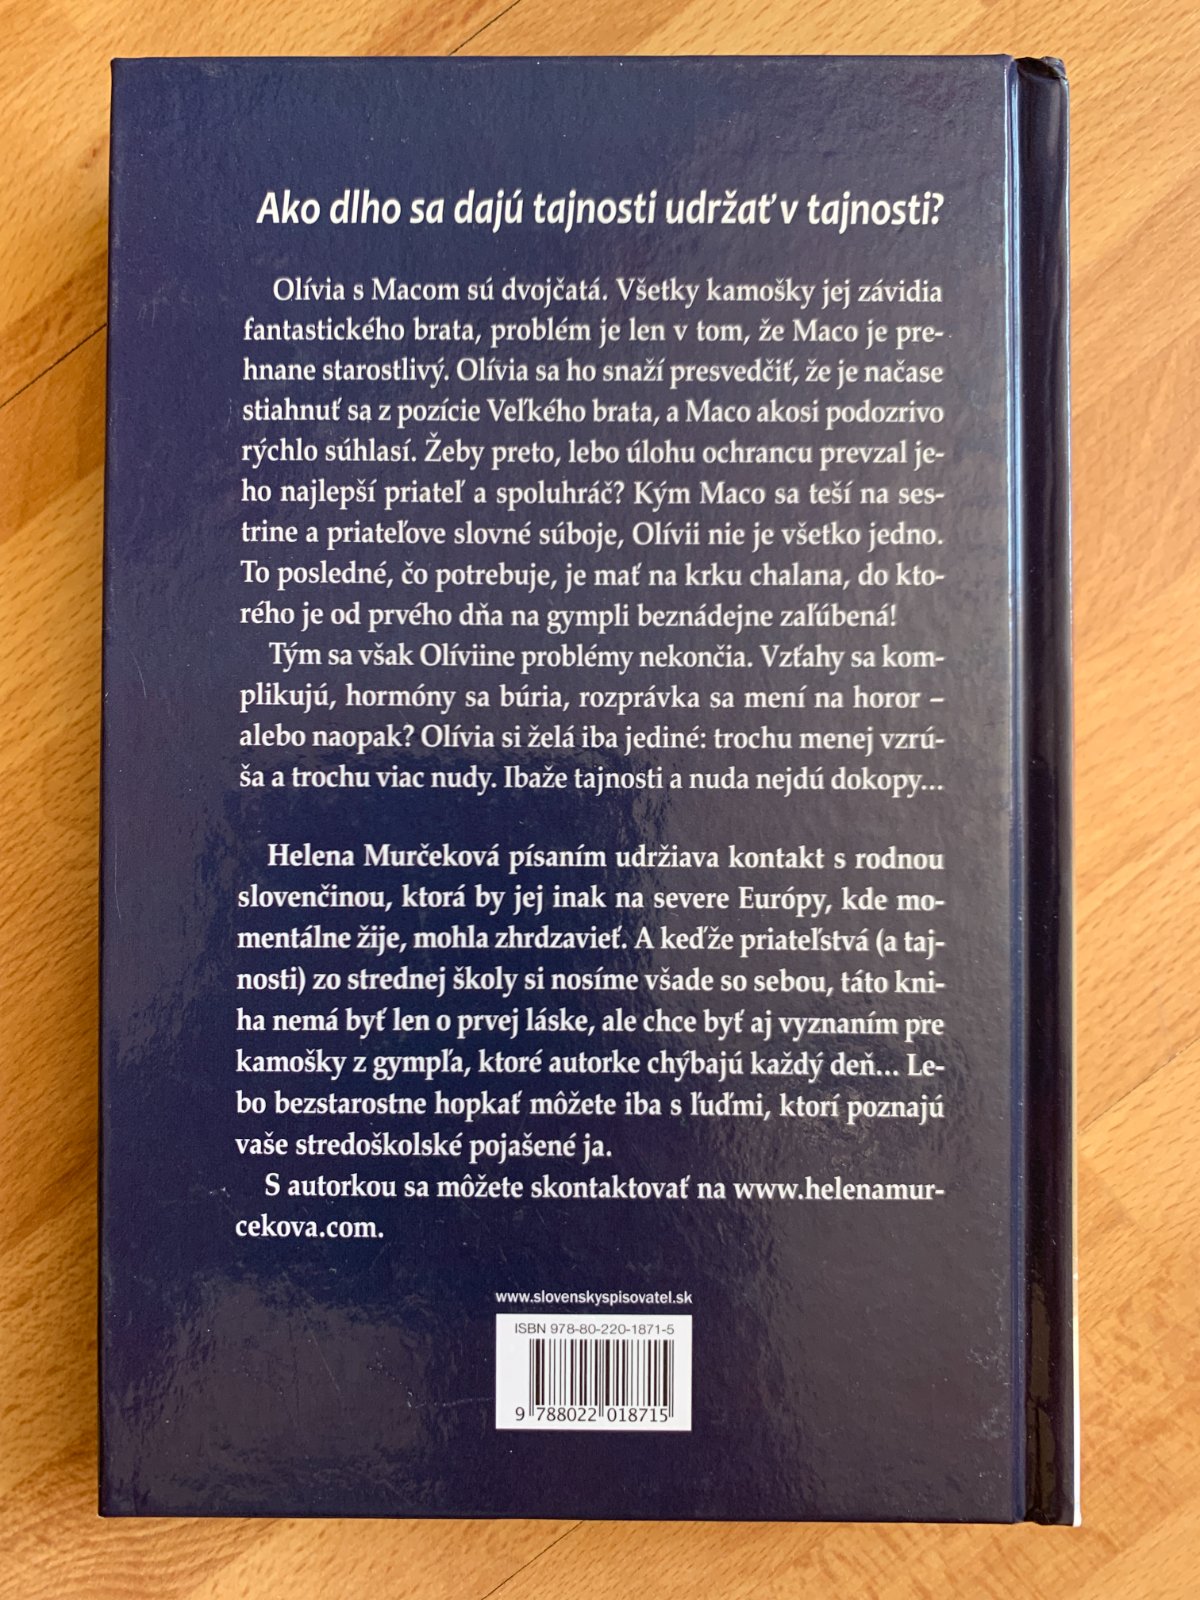 Ako dlho sa dajú tajnosti udržať v tajnosti?
Olívia s Macom sú dvojčatá. Všetky kamošky jej závidia
fantastického brata, problém je len v tom, že Maco je pre-
hnane starostlivý. Olívia sa ho snaží presvedčiť, že je načase
stiahnuť sa z pozície Veľkého brata, a Maco akosi podozrivo
rýchlo súhlasí. Žeby preto, lebo úlohu ochrancu prevzal je-
ho najlepší priateľ a spoluhráč? Kým Maco sa teší na ses-
trine a priateľove slovné súboje, Olívii nie je všetko jedno.
To posledné, čo potrebuje, je mať na krku chalana, do kto-
rého je od prvého dňa na gympli beznádejne zaľúbená!
Tým sa však Olíviine problémy nekončia. Vzťahy sa kom-
plikujú, hormóny sa búria, rozprávka sa mení na horor –
alebo naopak? Olívia si želá iba jediné: trochu menej vzrú-
ša a trochu viac nudy. Ibaže tajnosti a nuda nejdú dokopy...
Helena Murčeková písaním udržiava kontakt s rodnou
slovenčinou, ktorá by jej inak na severe Európy, kde mo-
mentálne žije, mohla zhrdzavieť. A keďže priateľstvá (a taj-
nosti) zo strednej školy si nosíme všade so sebou, táto kni-
ha nemá byť len o prvej láske, ale chce byť aj vyznaním pre
kamošky z gympľa, ktoré autorke chýbajú každý deň... Le-
bo bezstarostne hopkať môžete iba s ľuďmi, ktorí poznajú
vaše stredoškolské pojašené ja.
S autorkou sa môžete skontaktovať na www.helenamur-
cekova.com.
www.slovenskyspisovatel.sk
ISBN 978-80-220-1871-5
9 788022 018715